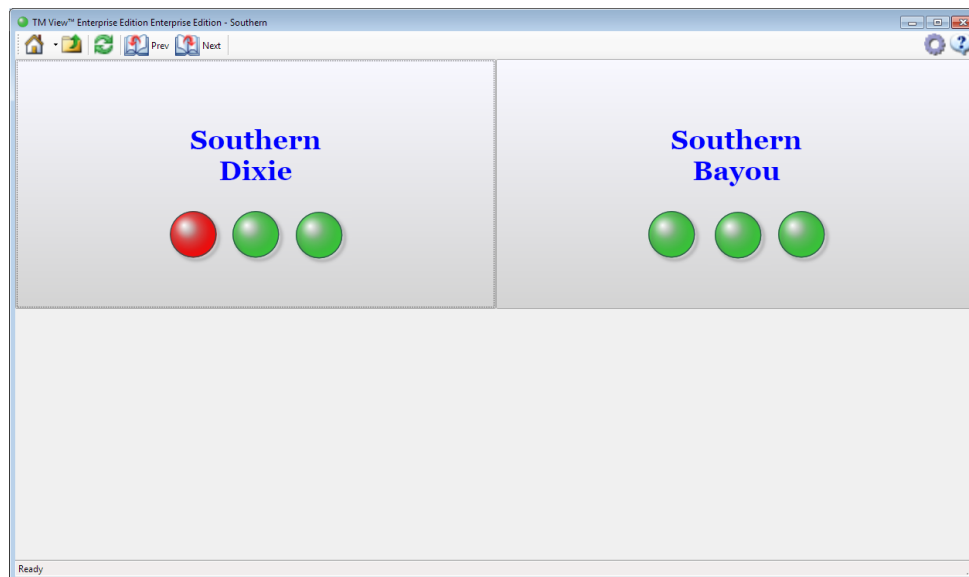 TM View™ Enterprise Edition Enterprise Edition - Southern
Prev Next
Southern
Dixie
Southern
Bayou
Ready